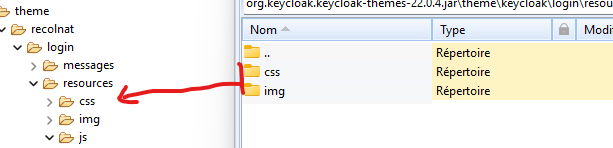 theme
recolnat
login
messages
resources
css
img
js
org.keycloak.keycloak-themes-22.0.4.jar\theme\keycloak\login\resou
Nom Type Modi
.. Répertoire
css Répertoire
img Répertoire